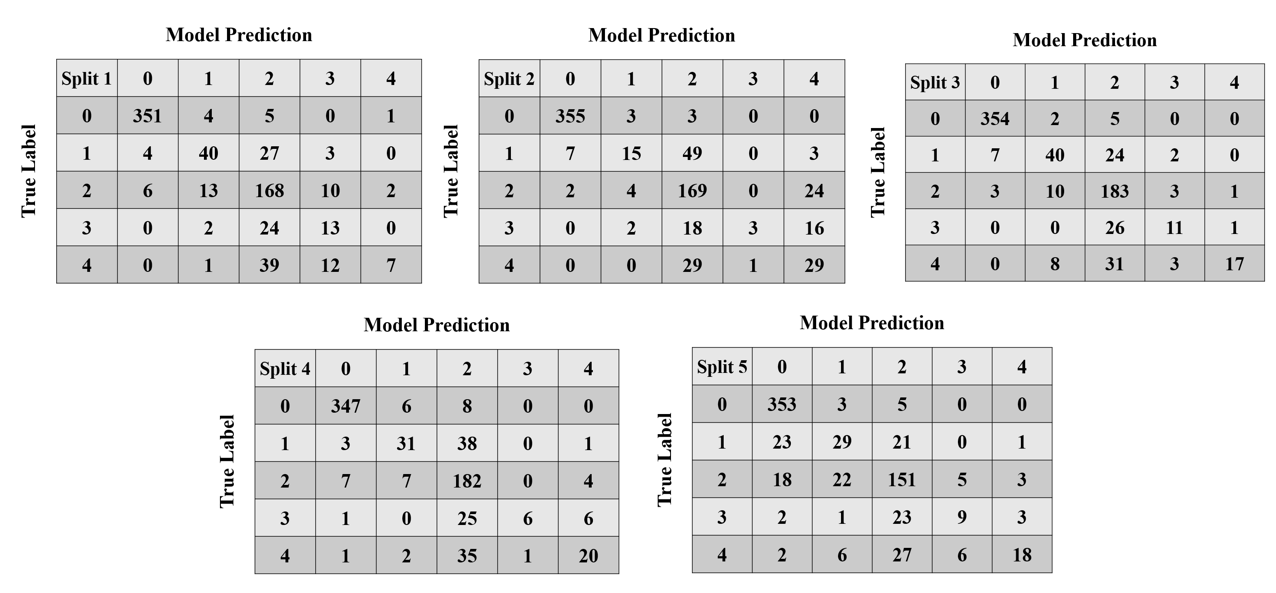 Model Prediction
True Label
Split 1 0 1 2 3 4
0 351 4 5 0 1
1 4 40 27 3 0
2 6 13 168 10 2
3 0 2 24 13 0
4 0 1 39 12 7
Model Prediction
True Label
Split 2 0 1 2 3 4
0 355 3 3 0 0
1 7 15 49 0 3
2 2 4 169 0 24
3 0 2 18 3 16
4 0 0 29 1 29
Model Prediction
True Label
Split 3 0 1 2 3 4
0 354 2 5 0 0
1 7 40 24 2 0
2 3 10 183 3 1
3 0 0 26 11 1
4 0 8 31 3 17
Model Prediction
True Label
Split 4 0 1 2 3 4
0 347 6 8 0 0
1 3 31 38 0 1
2 7 7 182 0 4
3 1 0 25 6 6
4 1 2 35 1 20
Model Prediction
True Label
Split 5 0 1 2 3 4
0 353 3 5 0 0
1 23 29 21 0 1
2 18 22 151 5 3
3 2 1 23 9 3
4 2 6 27 6 18